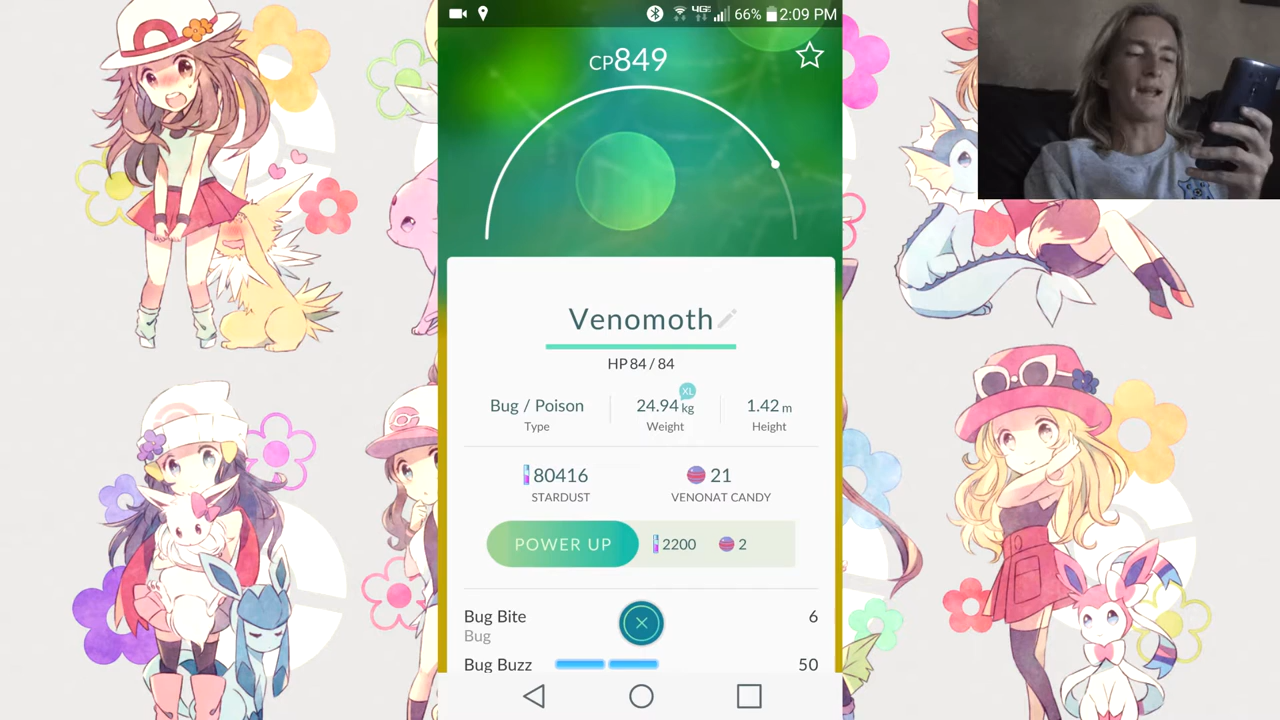 4GE 66% 2:09 PM
CP849
Venomoth
HP 84 / 84
Bug / Poison
Type
XL
24.94 kg
Weight
1.42 m
Height
80416
STARDUST
21
VENONAT CANDY
POWER UP
2200
2
Bug Bite
Bug
6
Bug Buzz
50